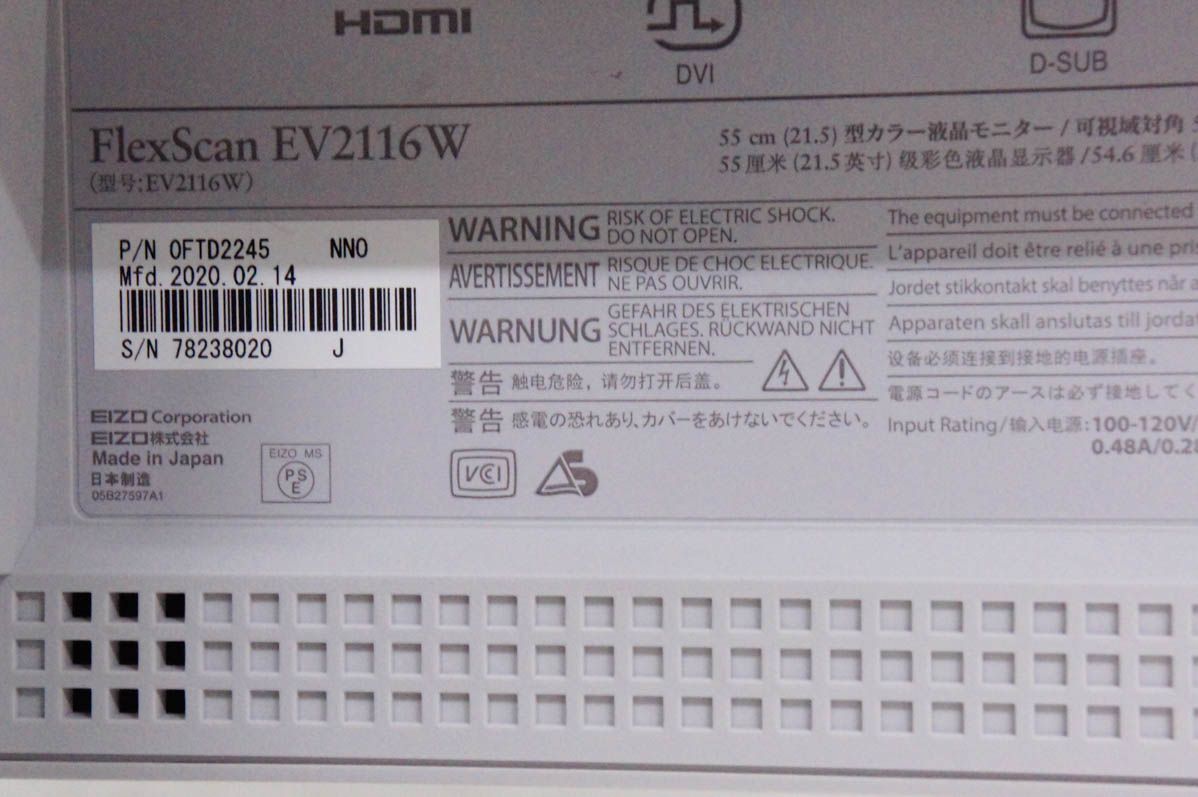 HDMI
DVI
D-SUB
FlexScan EV2116W
(型号:EV2116W)
55 cm (21.5) 型カラー液晶モニター / 可視域対角
55 厘米 (21.5 英寸) 级彩色液晶显示器 /54.6 厘米 (
P/N 0FTD2245 NN0
Mfd. 2020. 02. 14
S/N 78238020 J
WARNING RISK OF ELECTRIC SHOCK.
DO NOT OPEN.
AVERTISSEMENT RISQUE DE CHOC ELECTRIQUE.
NE PAS OUVRIR.
WARNUNG GEFAHR DES ELEKTRISCHEN
SCHLAGES. RÜCKWAND NICHT
ENTFERNEN.
警告 触电危险，请勿打开后盖。
警告 感電の恐れあり、カバーをあけないでください。
The equipment must be connected
L'appareil doit être relié à une pri
Jordet stikkontakt skal benyttes når a
Apparaten skall anslutas till jordat
设备必须连接到接地的电源插座。
電源コードのアースは必ず接地してく
Input Rating/输入电源: 100-120V/
0.48A/0.28
EIZO Corporation
EIZO株式会社
Made in Japan
日本制造
05B27597A1
EIZO MS
PS
E
VCCI